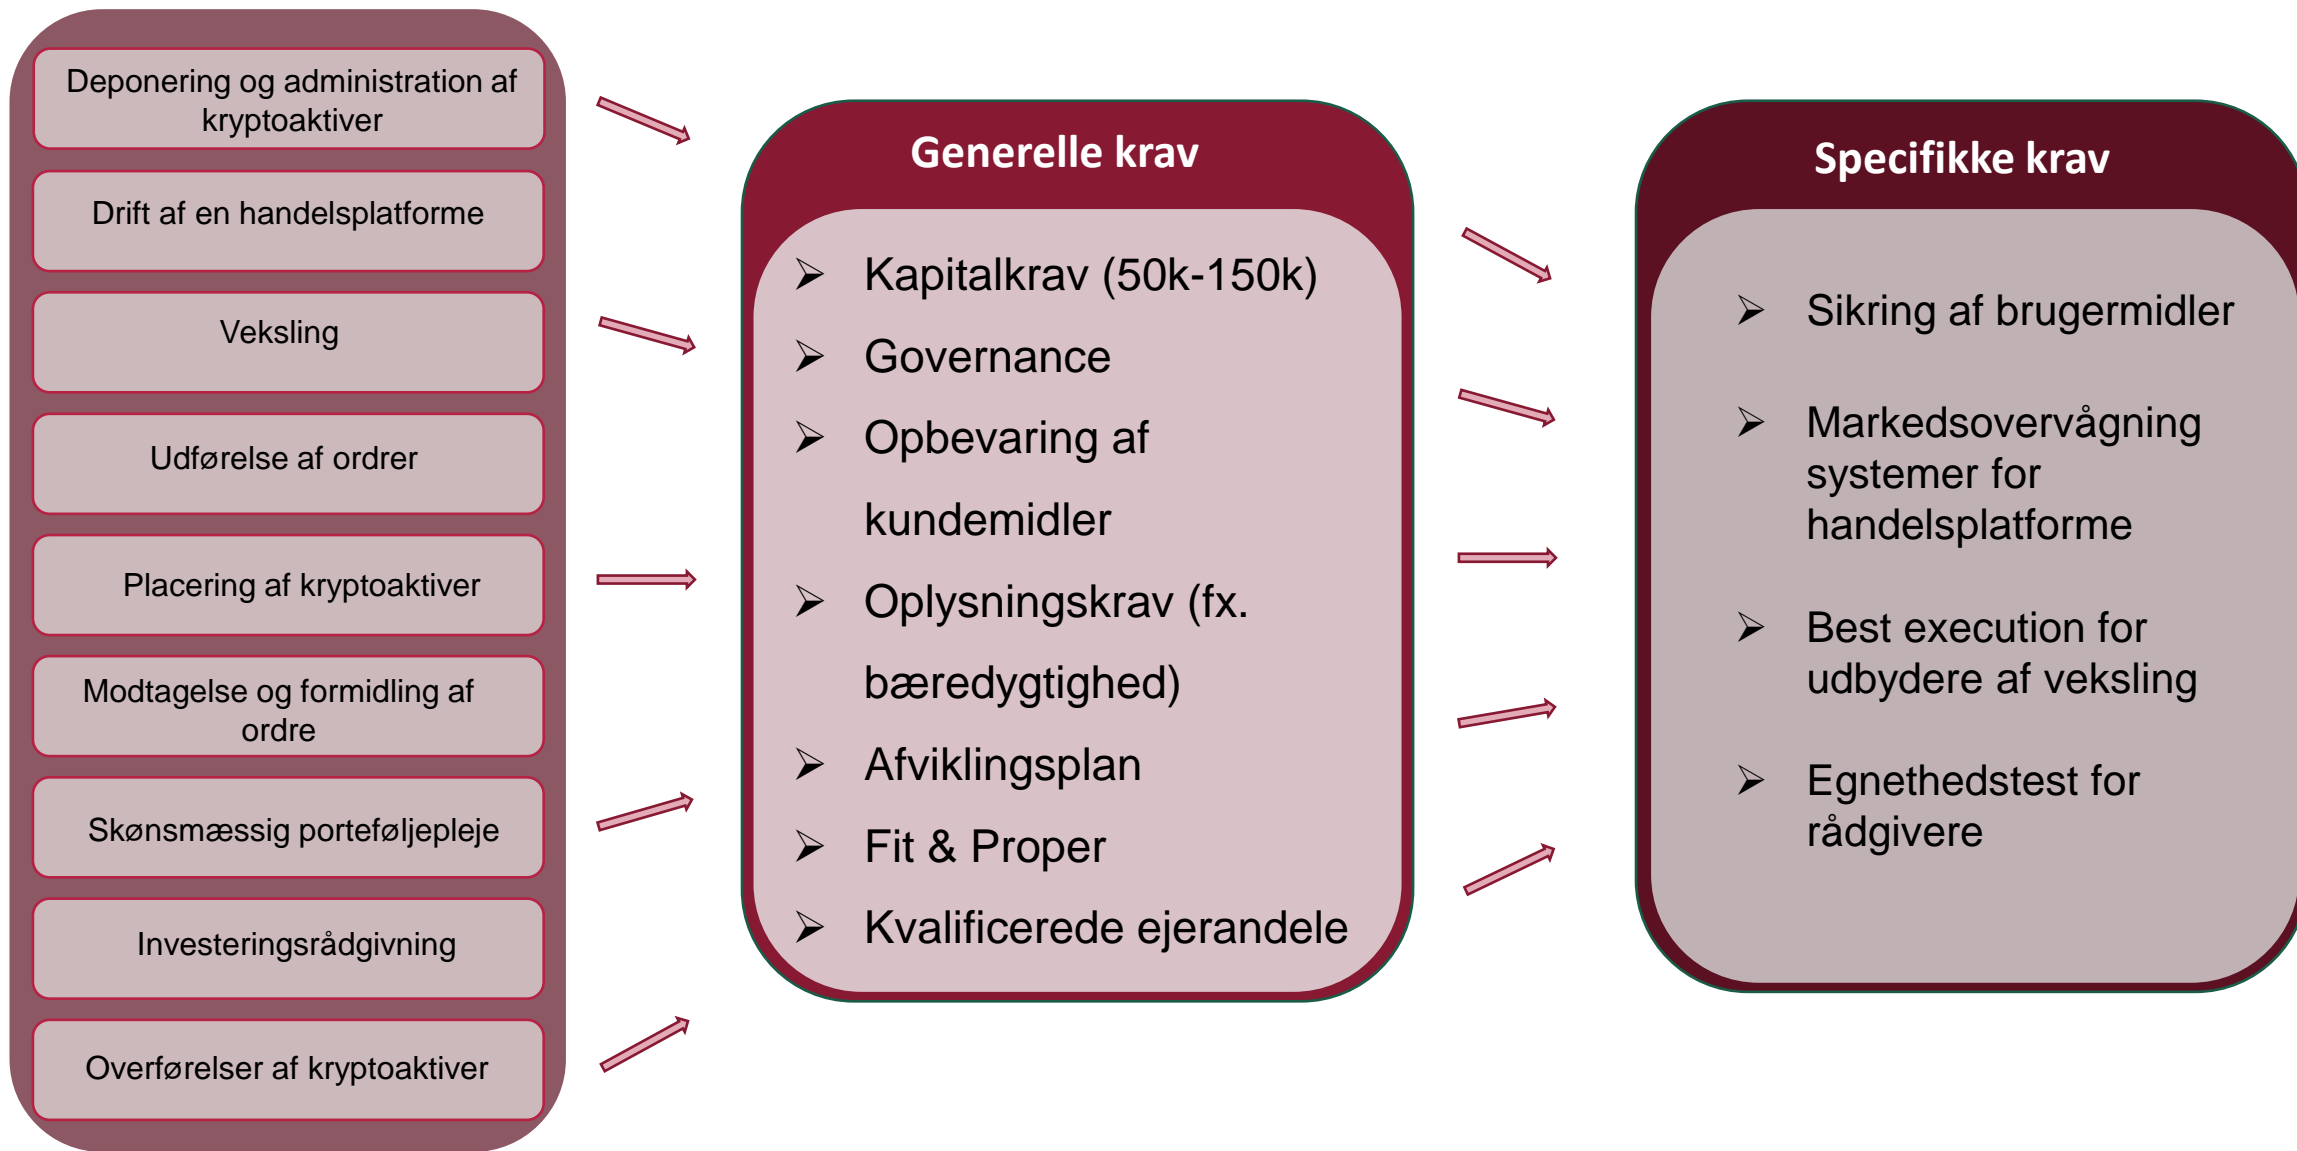 Deponering og administration af
kryptoaktiver
Drift af en handelsplatforme
Veksling
Udførelse af ordrer
Placering af kryptoaktiver
Modtagelse og formidling af
ordre
Skønsmæssig porteføljepleje
Investeringsrådgivning
Overførelser af kryptoaktiver
Generelle krav
➢ Kapitalkrav (50k-150k)
➢ Governance
➢ Opbevaring af
kundemidler
➢ Oplysningskrav (fx.
bæredygtighed)
➢ Afviklingsplan
➢ Fit & Proper
➢ Kvalificerede ejerandele
Specifikke krav
➢ Sikring af brugermidler
➢ Markedsovervågning
systemer for
handelsplatforme
➢ Best execution for
udbydere af veksling
➢ Egnethedstest for
rådgivere